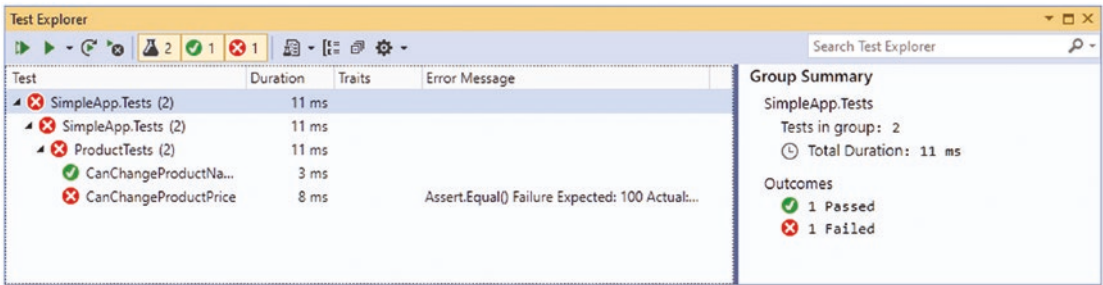 Test Explorer
2 1 1
Search Test Explorer
Test Duration Traits Error Message
SimpleApp.Tests (2) 11 ms
SimpleApp.Tests (2) 11 ms
ProductTests (2) 11 ms
CanChangeProductNa... 3 ms
CanChangeProductPrice 8 ms Assert.Equal() Failure Expected: 100 Actual:...
Group Summary
SimpleApp.Tests
Tests in group: 2
Total Duration: 11 ms
Outcomes
1 Passed
1 Failed